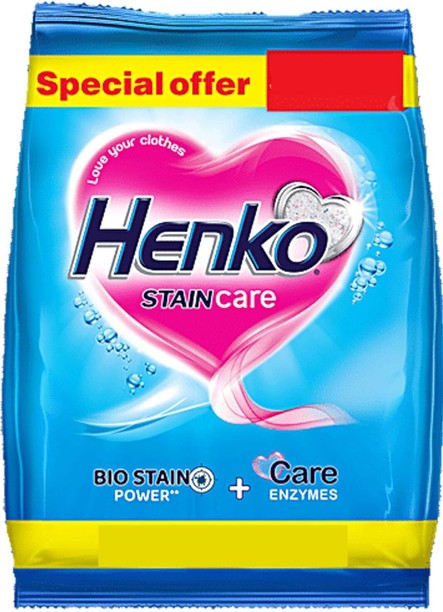 Special offer
Love your clothes
HENKO
STAINcare
BIO STAIN
POWER**
+
Care
ENZYMES